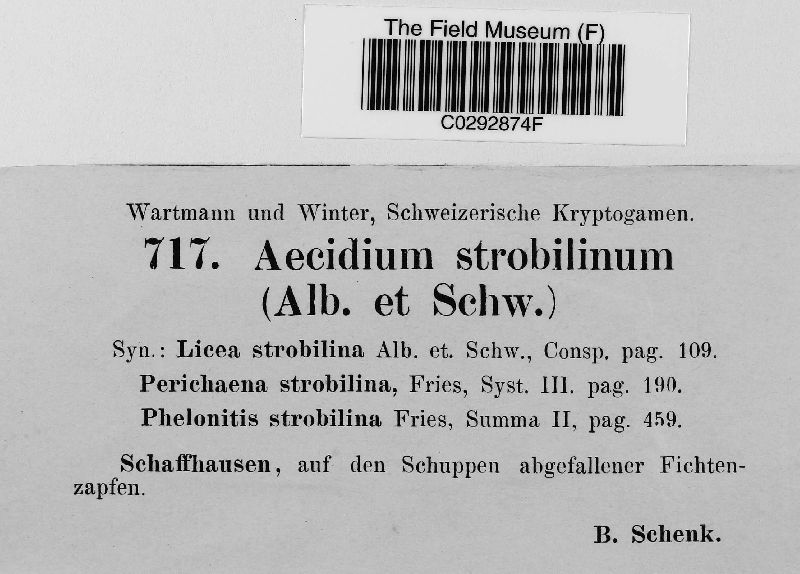 The Field Museum (F)
C0292874F
Wartmann und Winter, Schweizerische Kryptogamen.
717. Aecidium strobilinum
(Alb. et Schw.)
Syn.: Licea strobilina Alb. et. Schw., Consp. pag. 109.
Perichaena strobilina, Fries, Syst. III. pag. 190.
Phelonitis strobilina Fries, Summa II, pag. 459.
Schaffhausen, auf den Schuppen abgefallener Fichten-
zapfen.
B. Schenk.